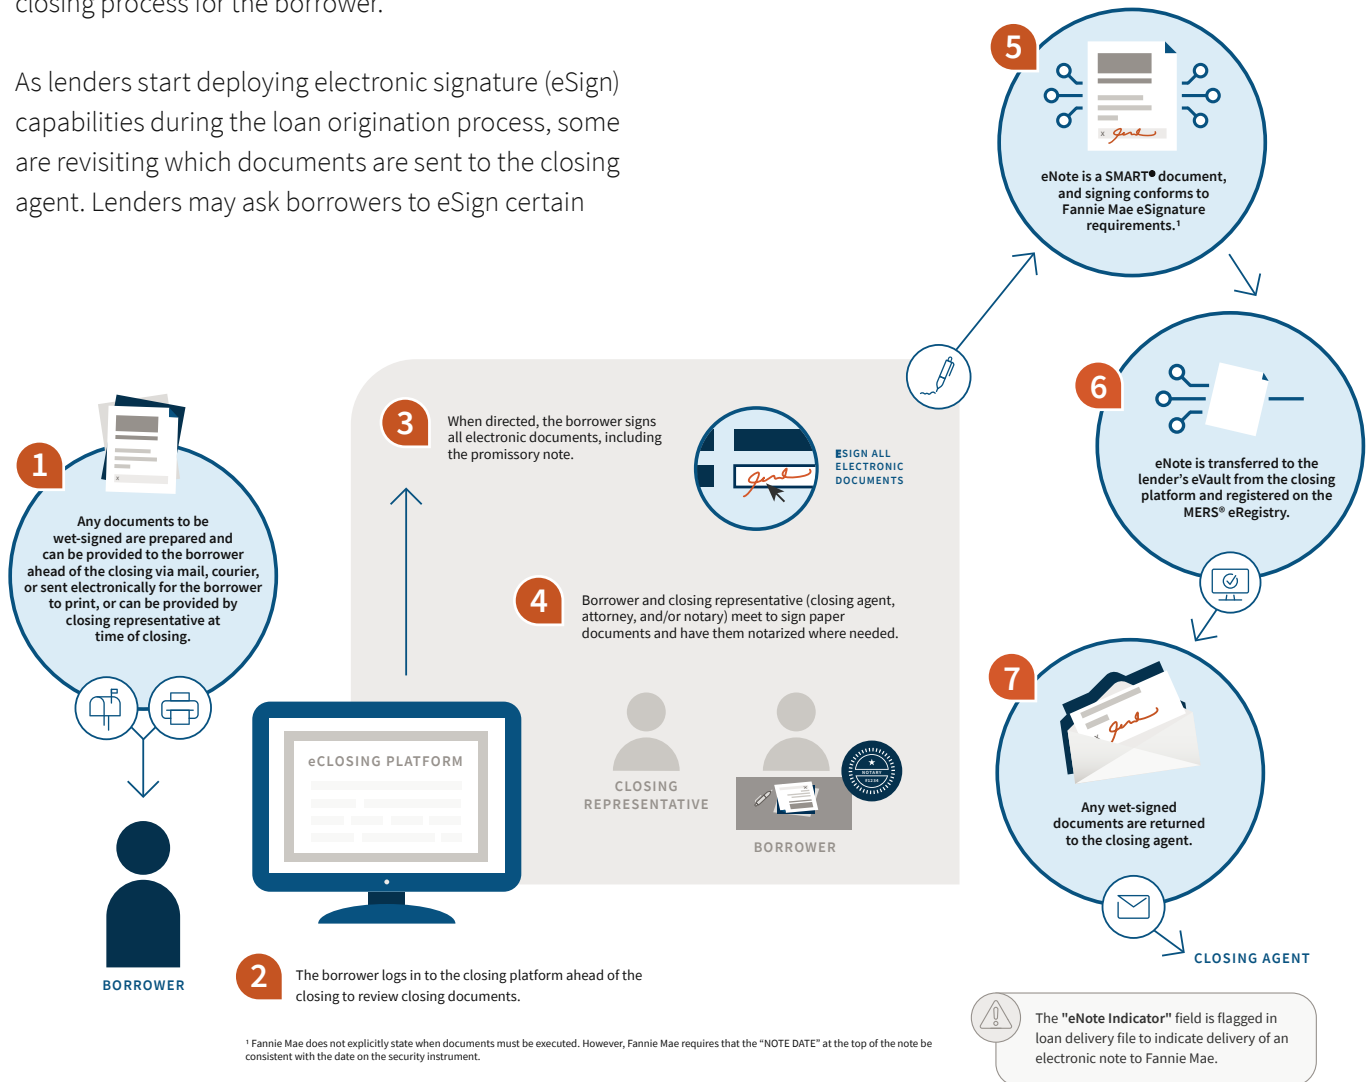 closing process for the borrower.
As lenders start deploying electronic signature (eSign)
capabilities during the loan origination process, some
are revisiting which documents are sent to the closing
agent. Lenders may ask borrowers to eSign certain
1
Any documents to be
wet-signed are prepared and
can be provided to the borrower
ahead of the closing via mail, courier,
or sent electronically for the borrower
to print, or can be provided by
closing representative at
time of closing.
BORROWER
eCLOSING PLATFORM
2
The borrower logs in to the closing platform ahead of the
closing to review closing documents.
3
When directed, the borrower signs
all electronic documents, including
the promissory note.
ESIGN ALL
ELECTRONIC
DOCUMENTS
4
Borrower and closing representative (closing agent,
attorney, and/or notary) meet to sign paper
documents and have them notarized where needed.
CLOSING
REPRESENTATIVE
NOTARY
01234
BORROWER
5
x
eNote is a SMART● document,
and signing conforms to
Fannie Mae eSignature
requirements.¹
6
eNote is transferred to the
lender’s eVault from the closing
platform and registered on the
MERS® eRegistry.
7
x
Any wet-signed
documents are returned
to the closing agent.
CLOSING AGENT
The "eNote Indicator" field is flagged in
loan delivery file to indicate delivery of an
electronic note to Fannie Mae.
¹ Fannie Mae does not explicitly state when documents must be executed. However, Fannie Mae requires that the “NOTE DATE” at the top of the note be
consistent with the date on the security instrument.